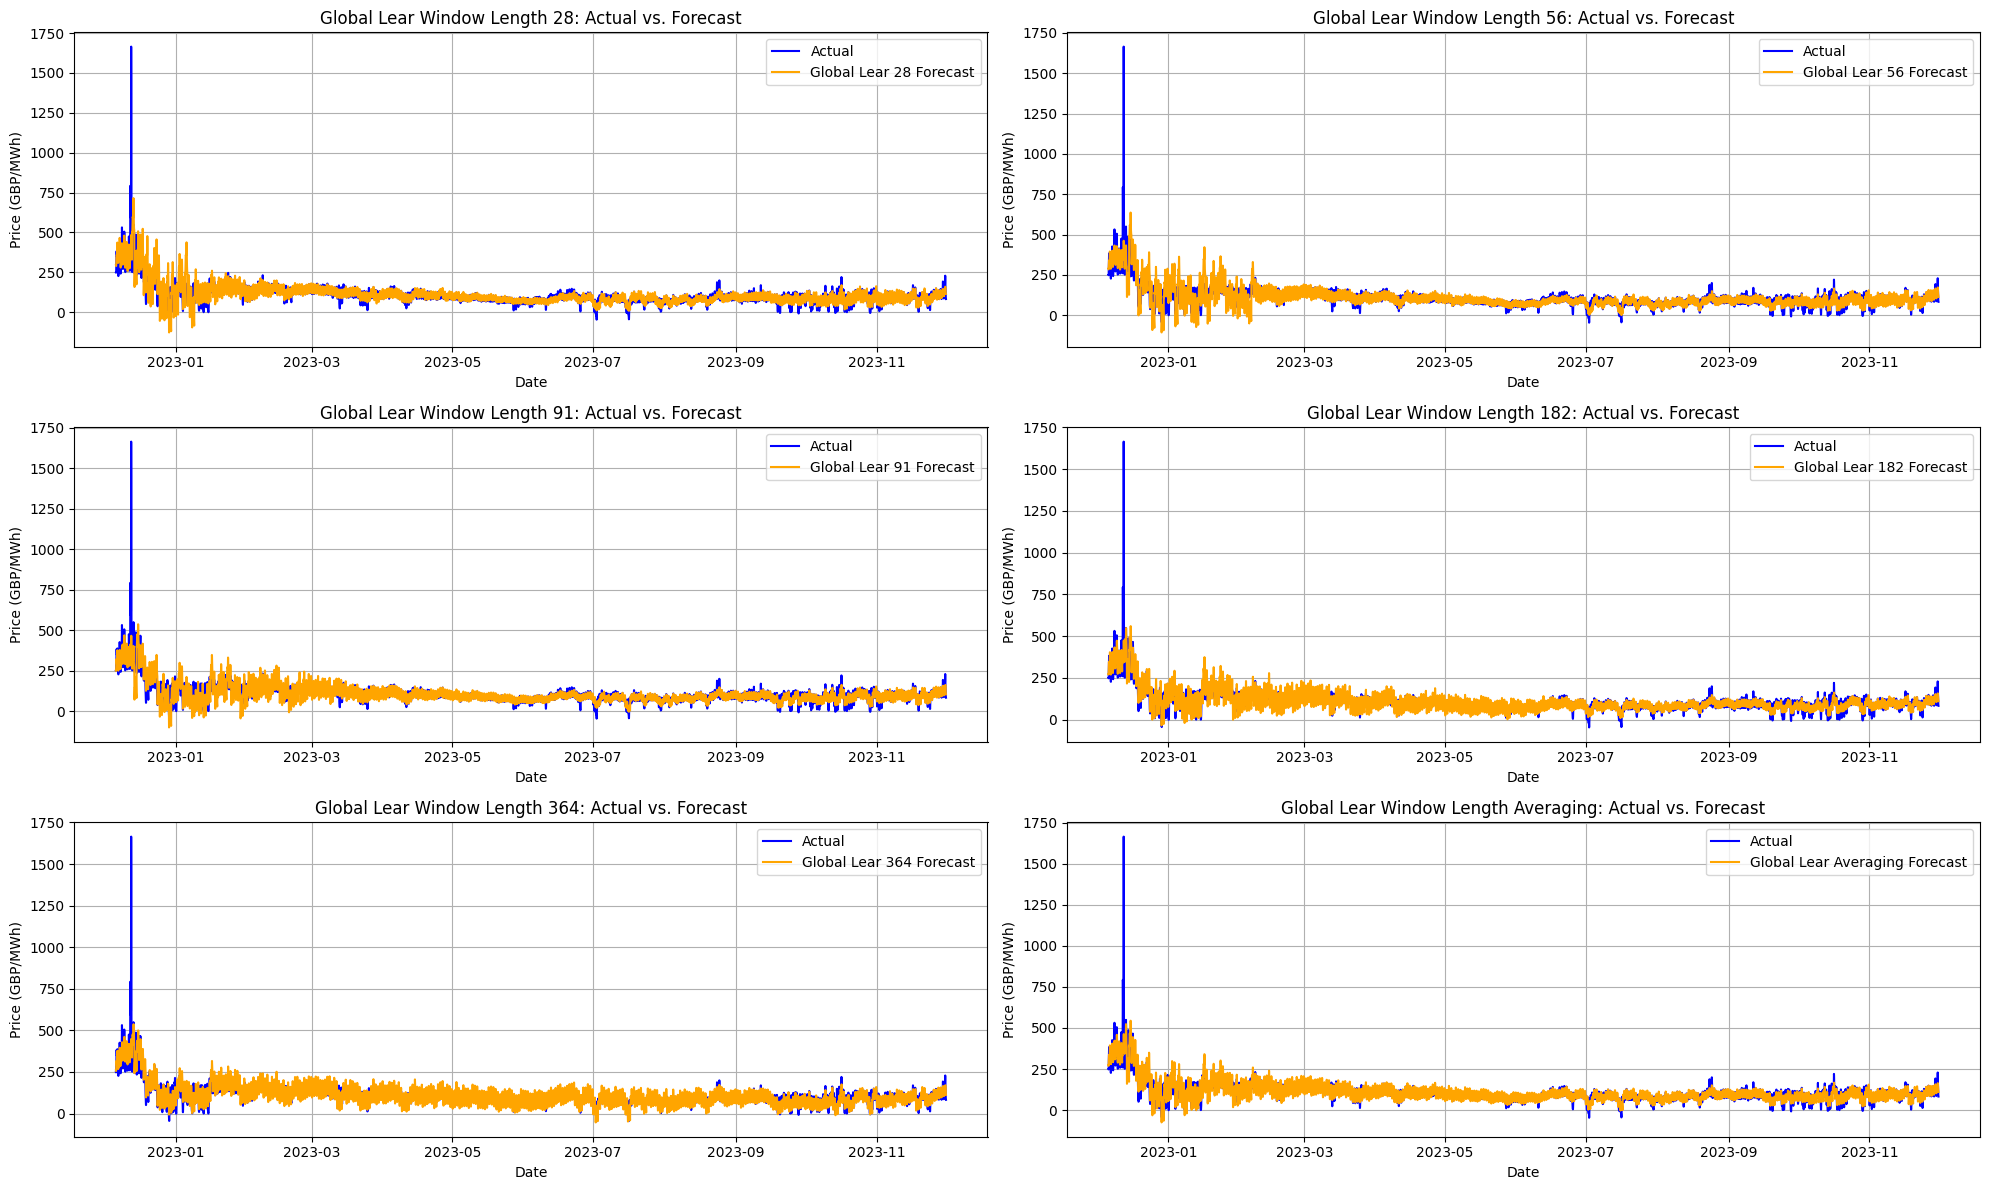 Global Lear Window Length 28: Actual vs. Forecast
Actual
Global Lear 28 Forecast
Price (GBP/MWh)
1750
1500
1250
1000
750
500
250
0
2023-01 2023-03 2023-05 2023-07 2023-09 2023-11
Date
Global Lear Window Length 56: Actual vs. Forecast
Actual
Global Lear 56 Forecast
Price (GBP/MWh)
1750
1500
1250
1000
750
500
250
0
2023-01 2023-03 2023-05 2023-07 2023-09 2023-11
Date
Global Lear Window Length 91: Actual vs. Forecast
Actual
Global Lear 91 Forecast
Price (GBP/MWh)
1750
1500
1250
1000
750
500
250
0
2023-01 2023-03 2023-05 2023-07 2023-09 2023-11
Date
Global Lear Window Length 182: Actual vs. Forecast
Actual
Global Lear 182 Forecast
Price (GBP/MWh)
1750
1500
1250
1000
750
500
250
0
2023-01 2023-03 2023-05 2023-07 2023-09 2023-11
Date
Global Lear Window Length 364: Actual vs. Forecast
Actual
Global Lear 364 Forecast
Price (GBP/MWh)
1750
1500
1250
1000
750
500
250
0
2023-01 2023-03 2023-05 2023-07 2023-09 2023-11
Date
Global Lear Window Length Averaging: Actual vs. Forecast
Actual
Global Lear Averaging Forecast
Price (GBP/MWh)
1750
1500
1250
1000
750
500
250
0
2023-01 2023-03 2023-05 2023-07 2023-09 2023-11
Date